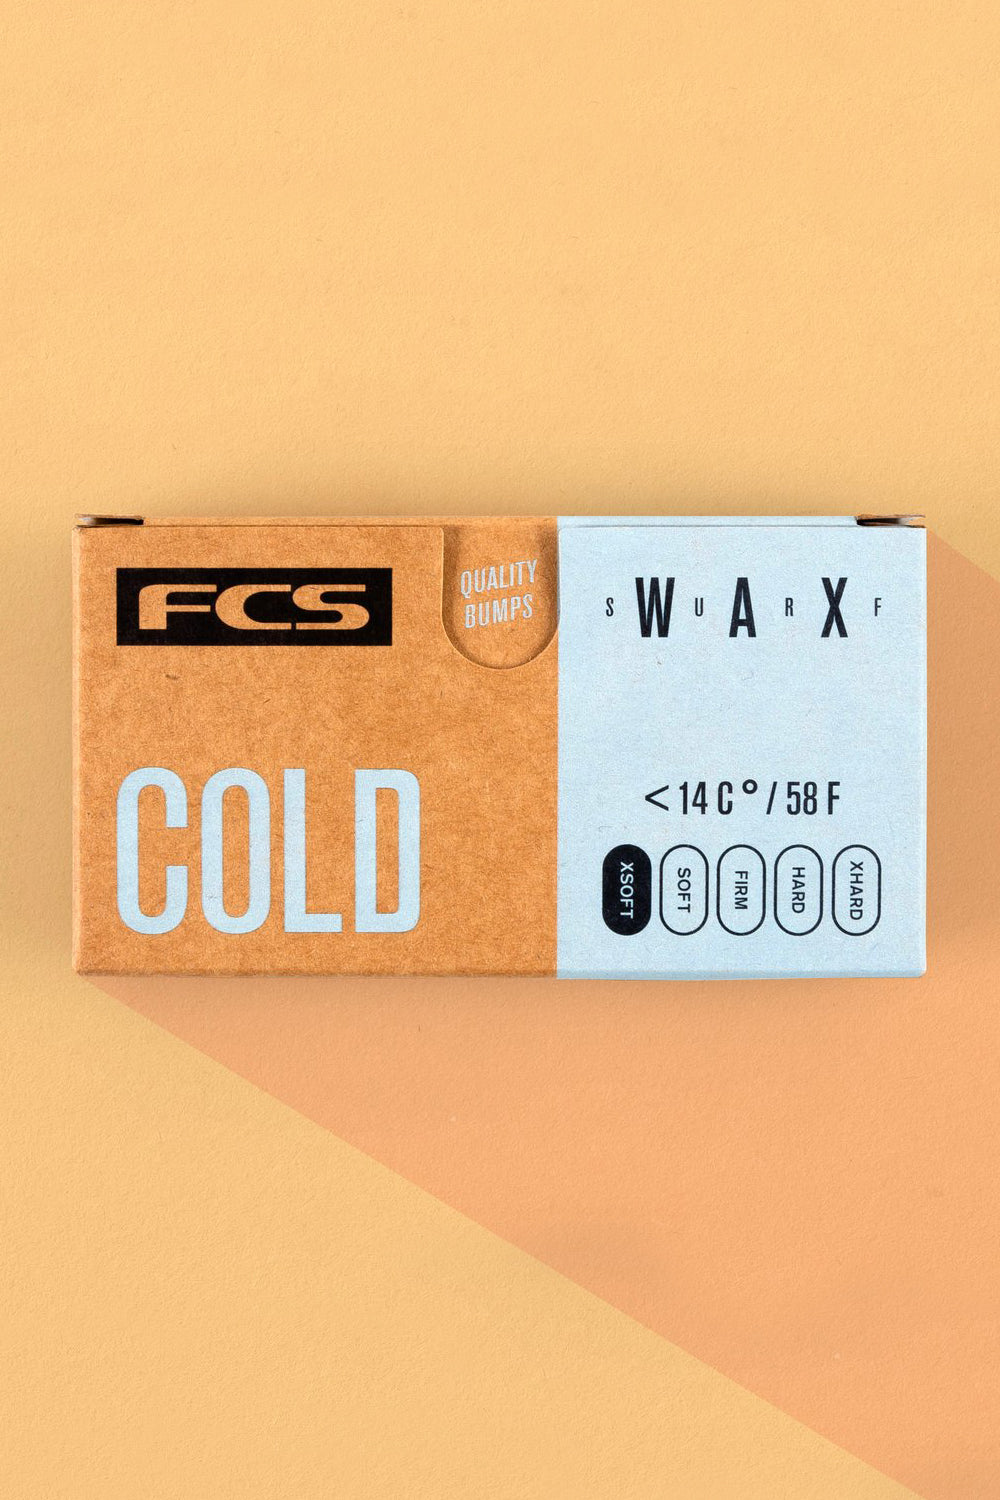 FCS
QUALITY
BUMPS
COLD
S W U A R X F
<14 C° / 58 F
XSOFT
SOFT
FIRM
HARD
XHARD